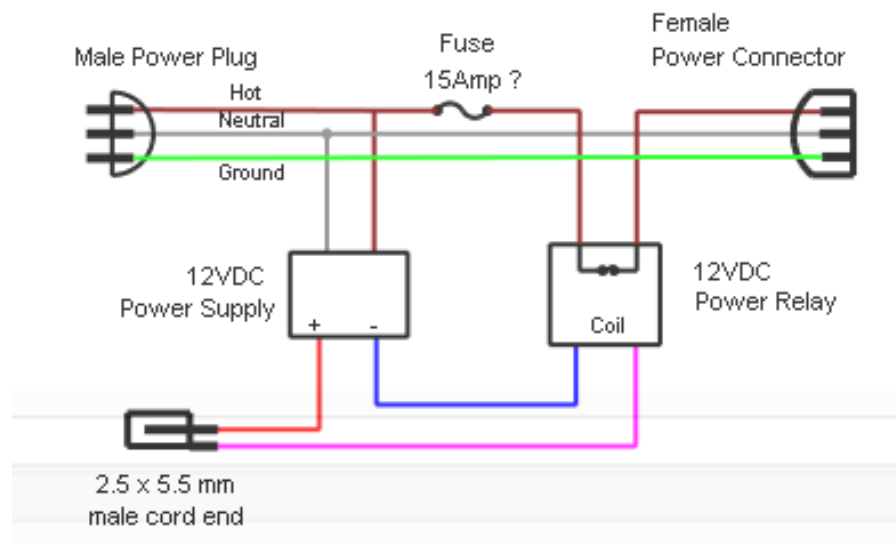 Male Power Plug
Fuse
15Amp ?
Female
Power Connector
Hot
Neutral
Ground
12VDC
Power Supply
+ -
12VDC
Power Relay
Coil
2.5 x 5.5 mm
male cord end